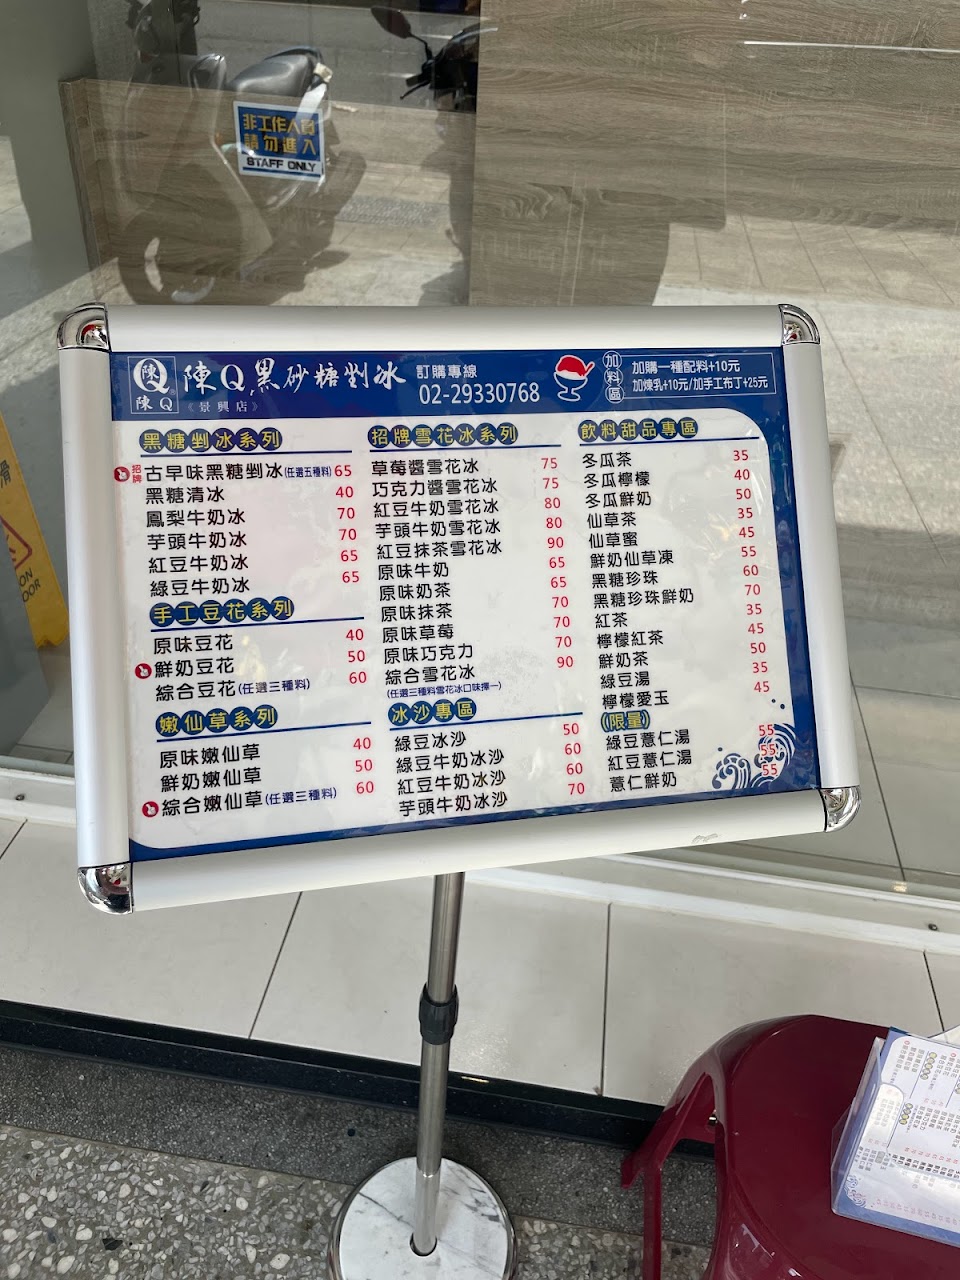 非工作人員
請勿進入
STAFF ONLY
陳Q
陳 Q
陳Q黑砂糖剉冰
《景興店》
訂購專線
02-29330768
加料區
加購一種配料+10元
加煉乳+10元/加手工布丁+25元
黑糖剉冰系列
招牌 古早味黑糖剉冰(任選五種料) 65
黑糖清冰 40
鳳梨牛奶冰 70
芋頭牛奶冰 70
紅豆牛奶冰 65
綠豆牛奶冰 65
手工豆花系列
原味豆花 40
鮮奶豆花 50
綜合豆花(任選三種料) 60
嫩仙草系列
原味嫩仙草 40
鮮奶嫩仙草 50
綜合嫩仙草(任選三種料) 60
招牌雪花冰系列
草莓醬雪花冰 75
巧克力醬雪花冰 75
紅豆牛奶雪花冰 80
芋頭牛奶雪花冰 80
紅豆抹茶雪花冰 90
原味牛奶 65
原味奶茶 65
原味抹茶 70
原味草莓 70
原味巧克力 70
綜合雪花冰 90
(任選三種料雪花冰口味擇一)
冰沙專區
綠豆冰沙 50
綠豆牛奶冰沙 60
紅豆牛奶冰沙 60
芋頭牛奶冰沙 70
飲料甜品專區
冬瓜茶 35
冬瓜檸檬 40
冬瓜鮮奶 50
仙草茶 35
仙草蜜 45
鮮奶仙草凍 55
黑糖珍珠 60
黑糖珍珠鮮奶 70
紅茶 35
檸檬紅茶 45
鮮奶茶 50
綠豆湯 35
檸檬愛玉 45
(限量)
綠豆薏仁湯 55
紅豆薏仁湯 55
薏仁鮮奶 55